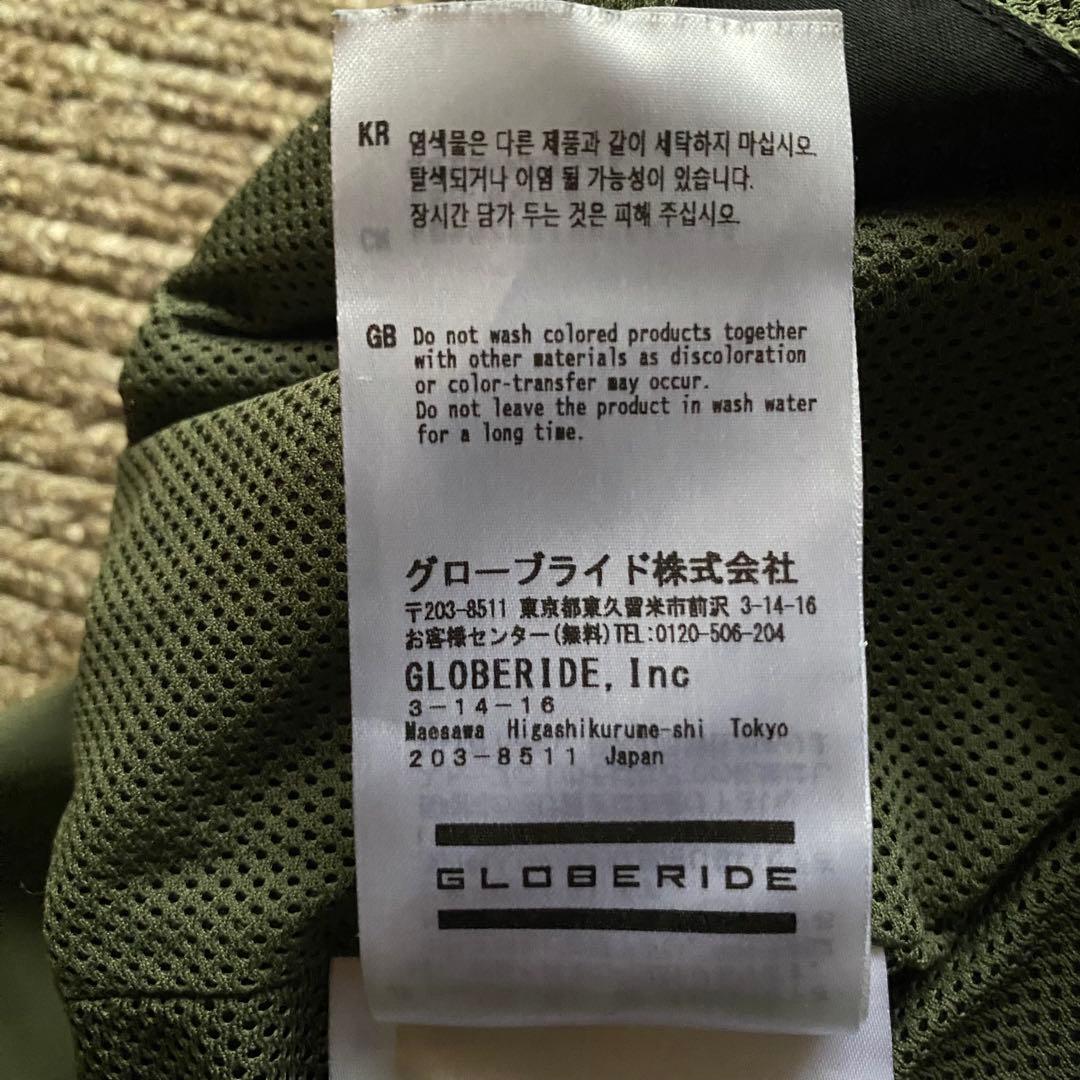 KR 염색물은 다른 제품과 같이 세탁하지 마십시오.
탈색되거나 이염 될 가능성이 있습니다.
장시간 담가 두는 것은 피해 주십시오.
GB Do not wash colored products together
with other materials as discoloration
or color-transfer may occur.
Do not leave the product in wash water
for a long time.
グローブライド株式会社
〒203-8511 東京都東久留米市前沢 3-14-16
お客様センター(無料)TEL:0120-506-204
GLOBERIDE, Inc
3-14-16
Maesawa Higashikurume-shi Tokyo
203-8511 Japan
GLOBERIDE